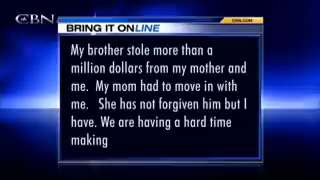 CBN
CBN.COM
BRING IT ONLINE
My brother stole more than a
million dollars from my mother and
me. My mom had to move in with
me. She has not forgiven him but I
have. We are having a hard time
making